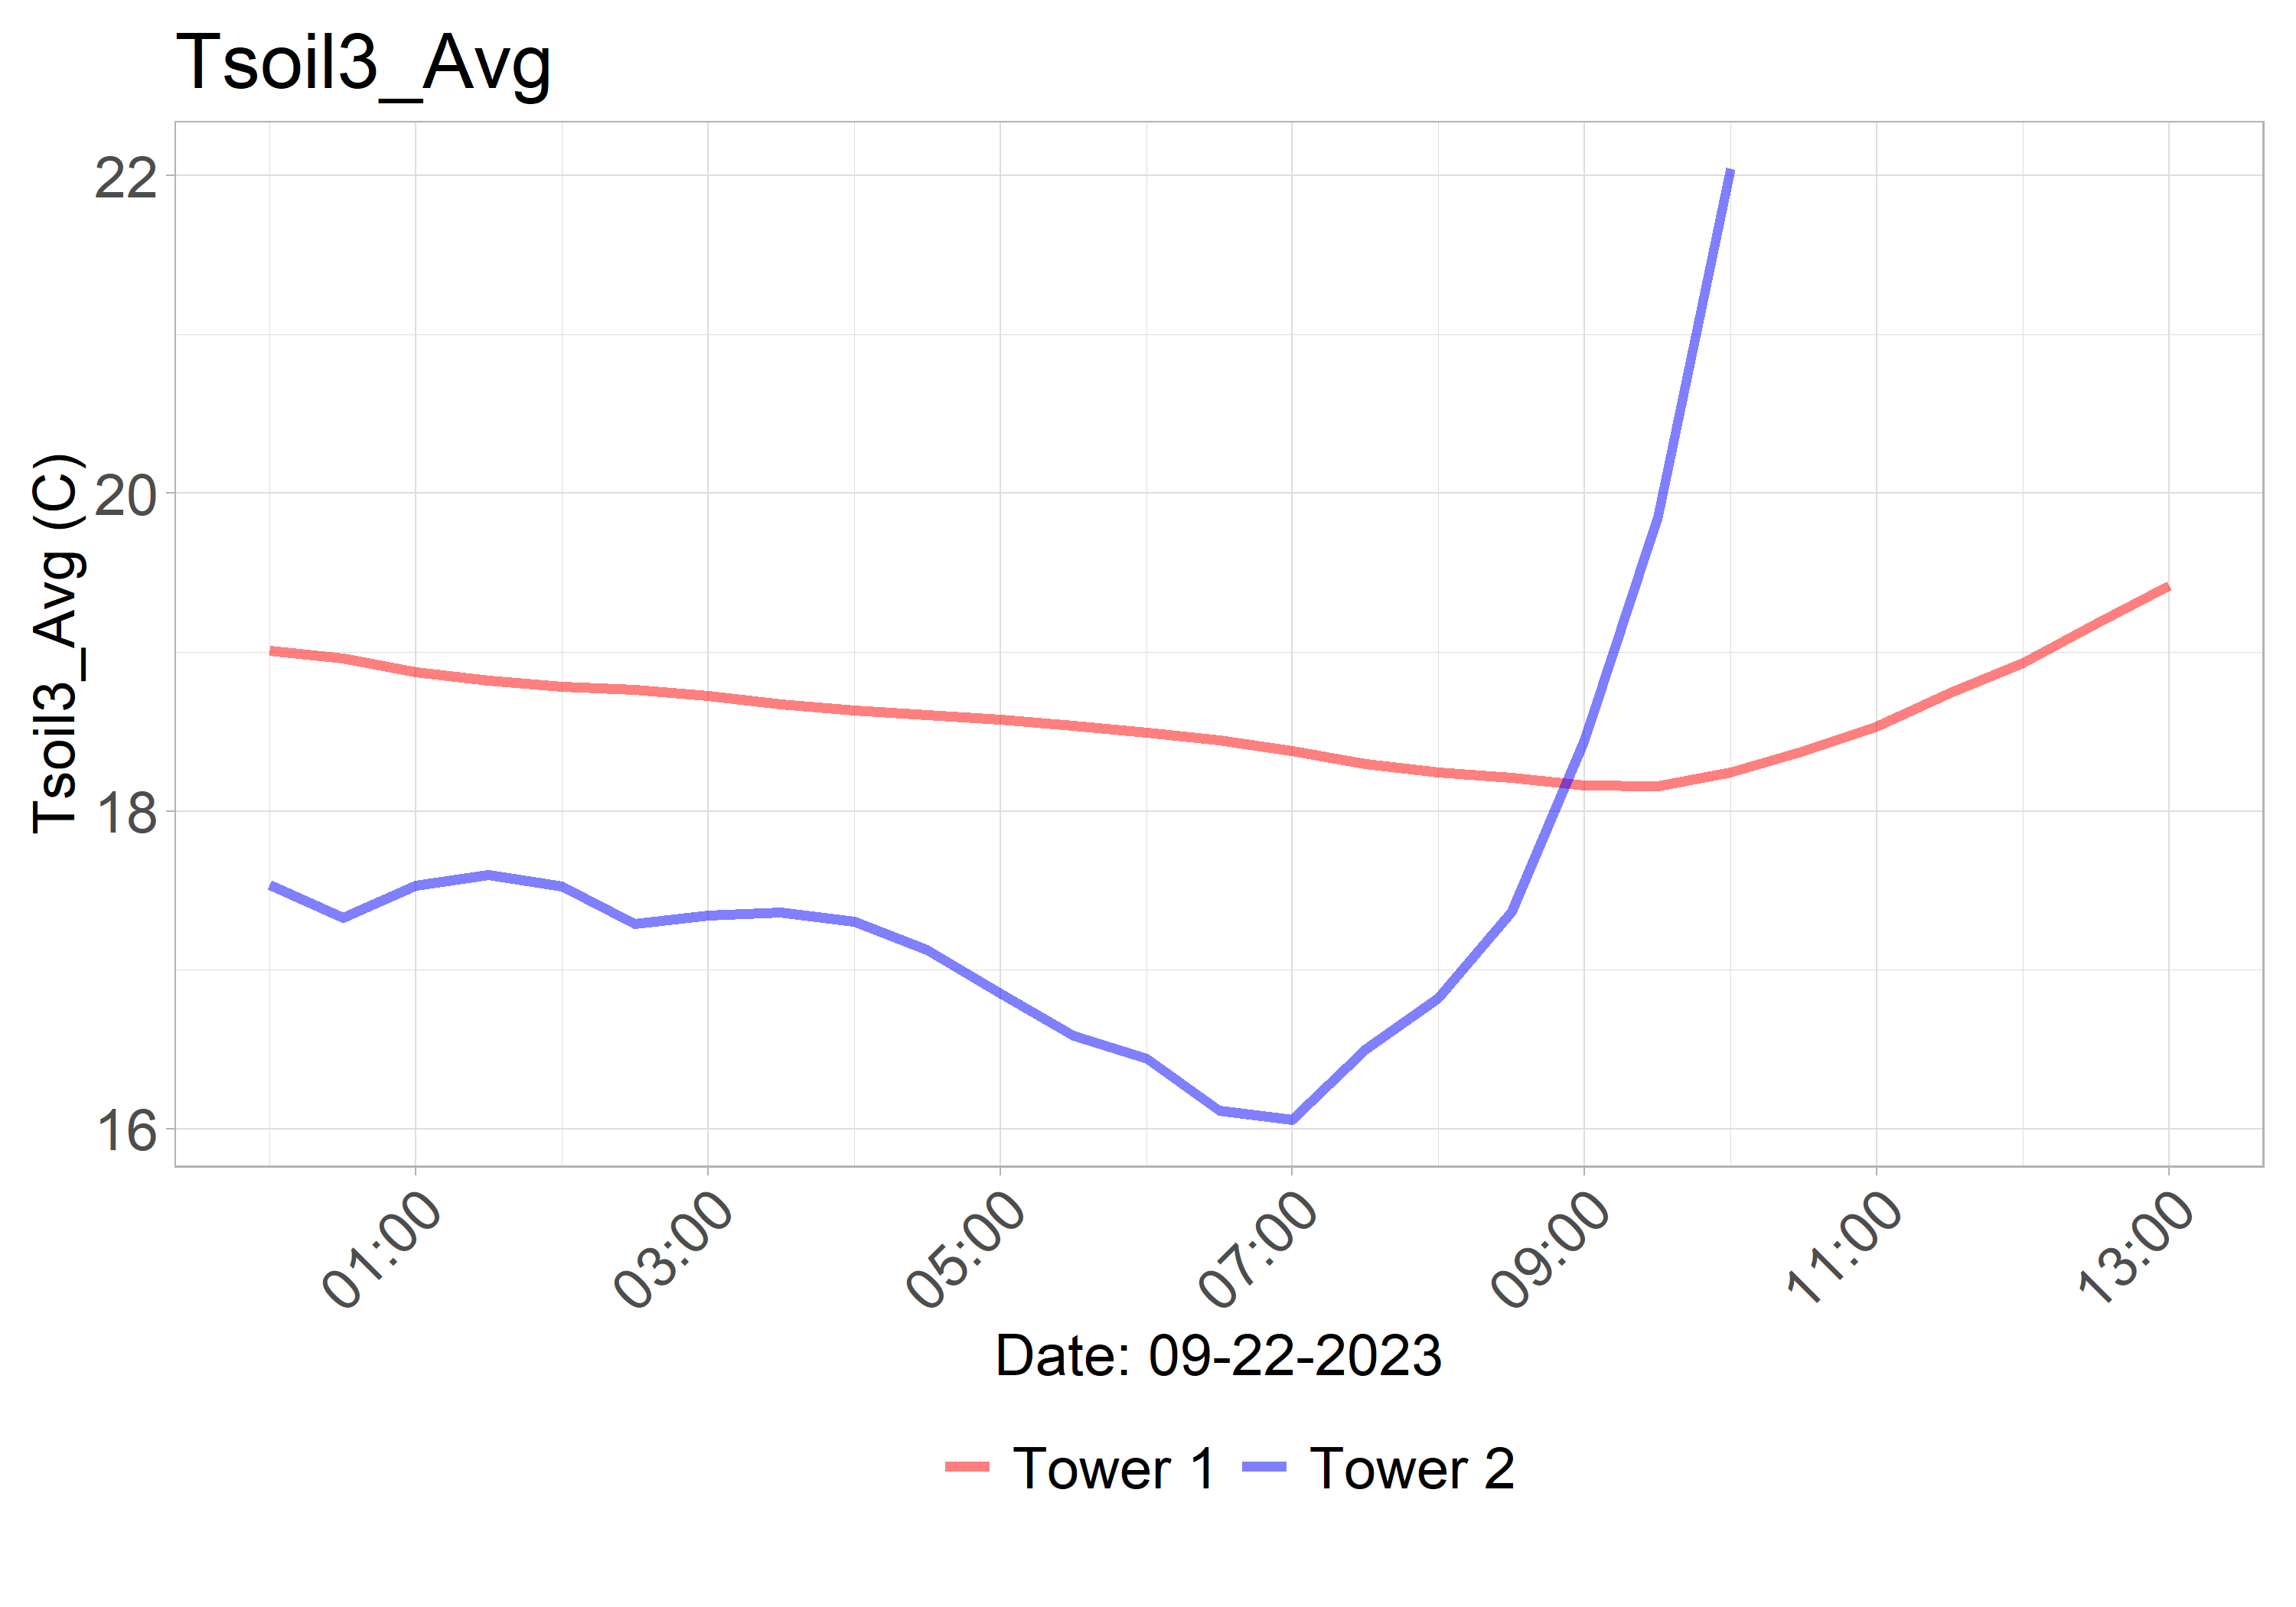 Tsoil3_Avg
Tsoil3_Avg (C)
22
20
18
16
01:00 03:00 05:00 07:00 09:00 11:00 13:00
Date: 09-22-2023
Tower 1 Tower 2